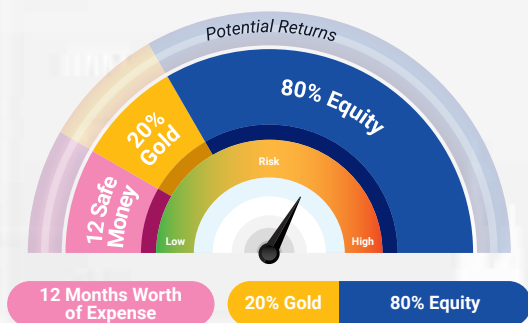 Potential Returns
80% Equity
20%
Gold
12 Safe
Money
Risk
Low
High
12 Months Worth
of Expense
20% Gold
80% Equity